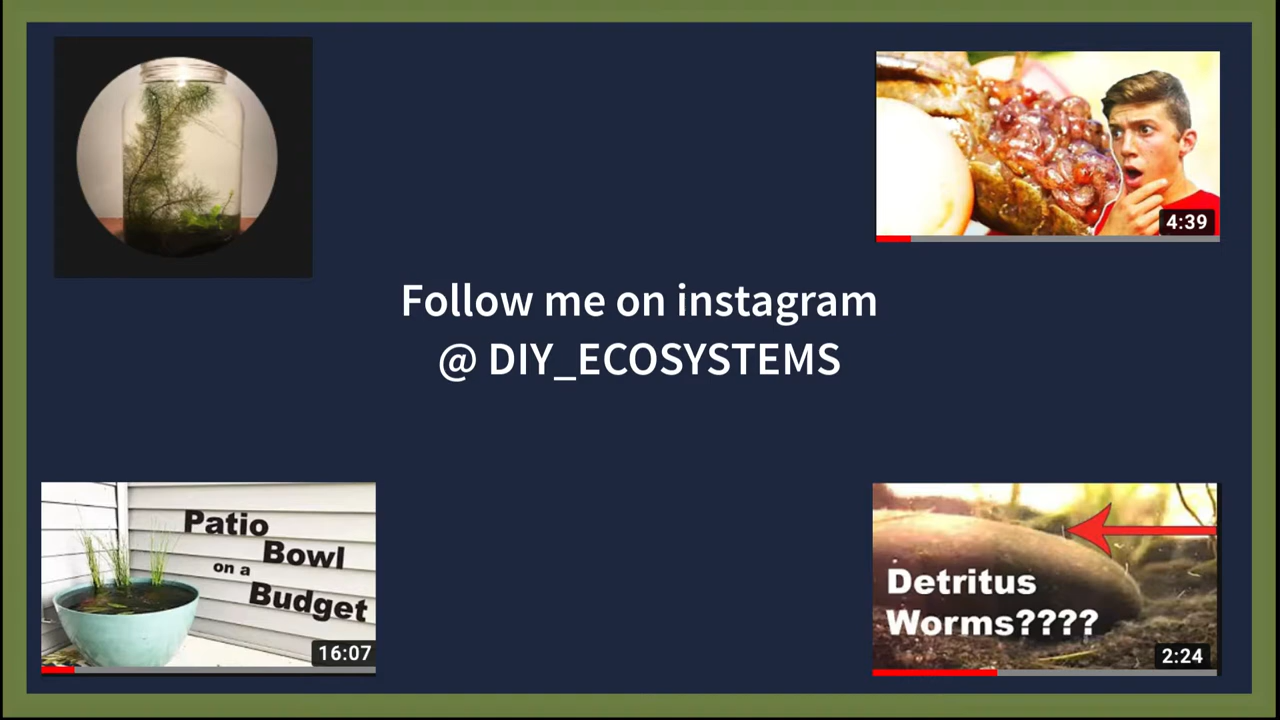 4:39
Follow me on instagram
@ DIY_ECOSYSTEMS
Patio
Bowl
on a
Budget
16:07
Detritus
Worms????
2:24